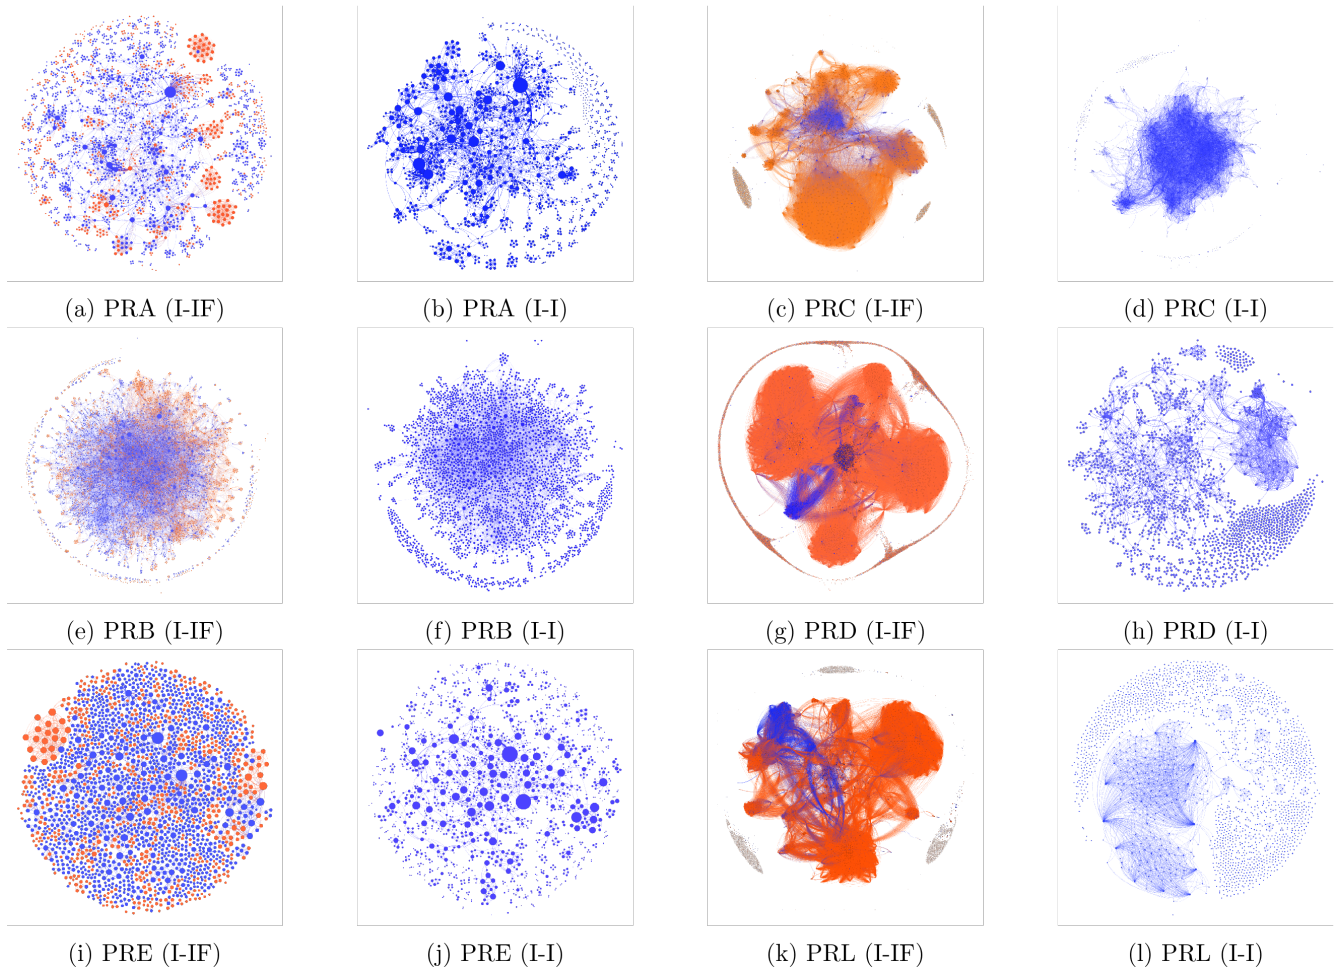 (a) PRA (I-IF)
(b) PRA (I-I)
(c) PRC (I-IF)
(d) PRC (I-I)
(e) PRB (I-IF)
(f) PRB (I-I)
(g) PRD (I-IF)
(h) PRD (I-I)
(i) PRE (I-IF)
(j) PRE (I-I)
(k) PRL (I-IF)
(l) PRL (I-I)